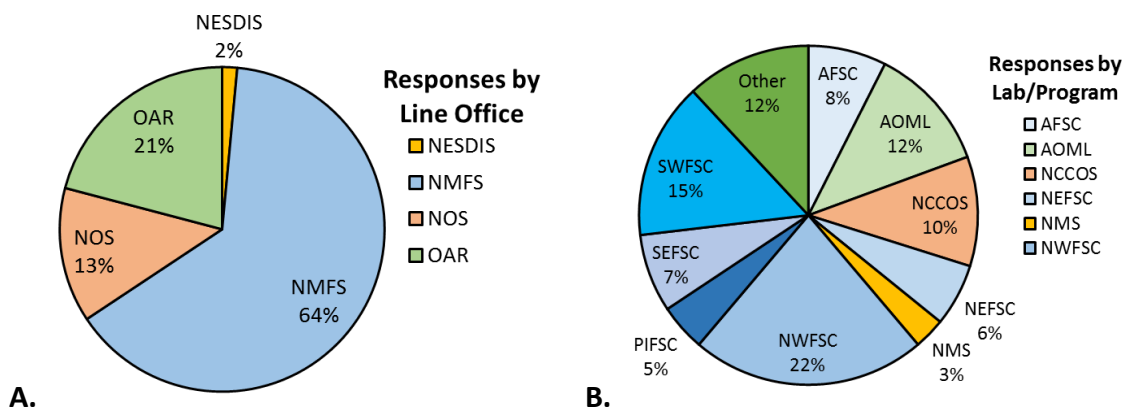 NESDIS
2%
OAR
21%
NOS
13%
NMFS
64%
Responses by
Line Office
NESDIS
NMFS
NOS
OAR
A.
AFSC
8%
AOML
12%
NCCOS
10%
NEFSC
6%
NMS
3%
NWFSC
22%
PIFSC
5%
SEFSC
7%
SWFSC
15%
Other
12%
Responses by
Lab/Program
AFSC
AOML
NCCOS
NEFSC
NMS
NWFSC
B.